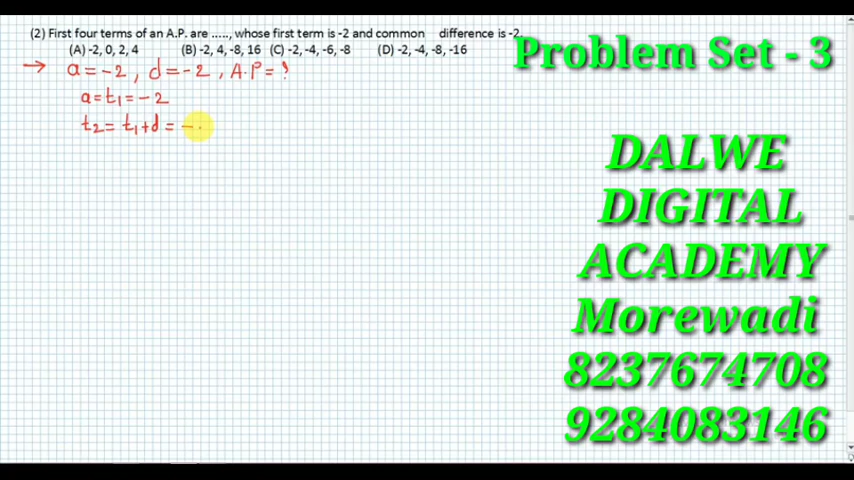 (2) First four terms of an A.P. are ....., whose first term is -2 and common difference is -2.
(A) -2, 0, 2, 4 (B) -2, 4, -8, 16 (C) -2, -4, -6, -8 (D) -2, -4, -8, -16
→ a = -2, d = -2, A.P = ?
a = t₁ = -2
t₂ = t₁ + d = -
Problem Set - 3
DALWE
DIGITAL
ACADEMY
Morewadi
8237674708
9284083146